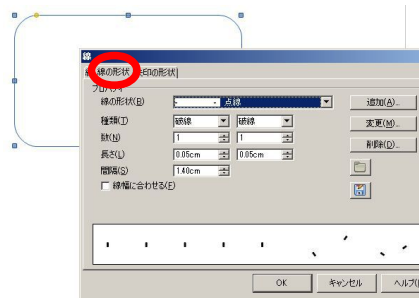 線
線の形状 矢印の形状
プロパティ
線の形状(B) 点線 追加(A)...
種類(T) 破線 破線 変更(M)...
数(N) 1 1 削除(D)...
長さ(L) 0.05cm 0.05cm
間隔(S) 1.40cm
線幅に合わせる(F)
OK キャンセル ヘルプ(